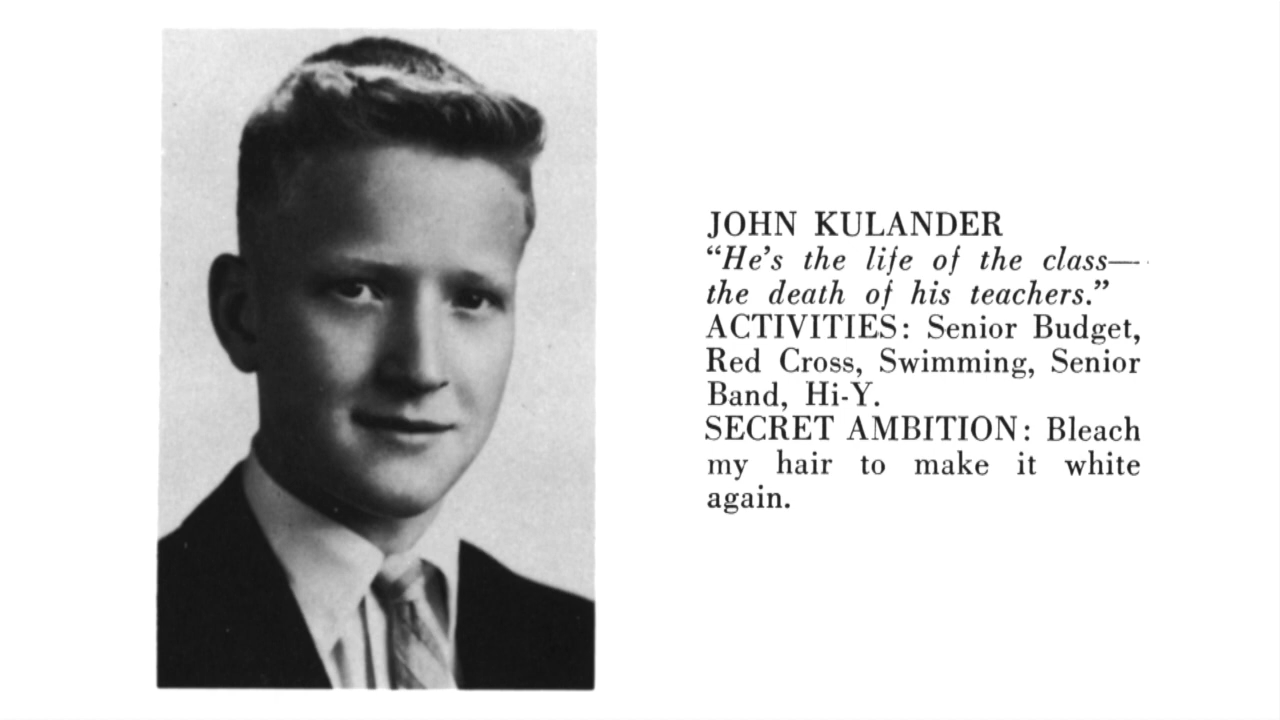 JOHN KULANDER
“He’s the life of the class—
the death of his teachers.”
ACTIVITIES: Senior Budget,
Red Cross, Swimming, Senior
Band, Hi-Y.
SECRET AMBITION: Bleach
my hair to make it white
again.